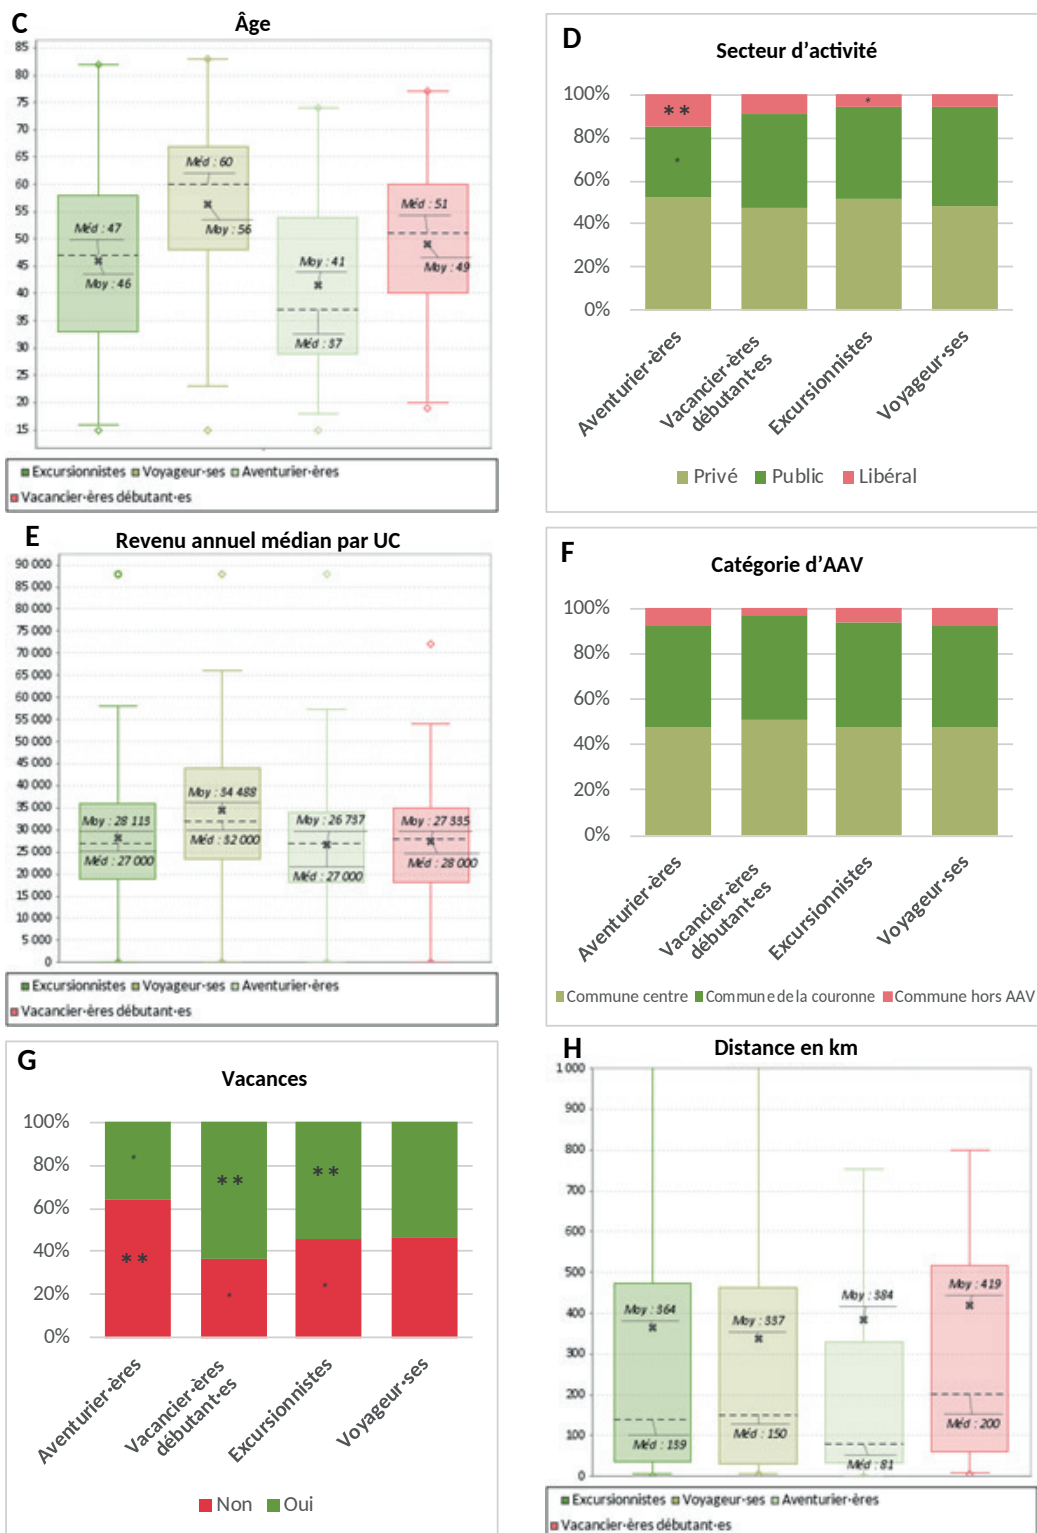 C
Âge
85
80
75
70
65
60
55
50
45
40
35
30
25
20
15
Méd : 47
Moy : 46
Méd : 60
Moy : 56
Moy : 41
Méd : 37
Méd : 51
Moy : 49
Excursionnistes Voyageur·ses Aventurier·ères
Vacancier·ères débutant·es
D
Secteur d’activité
100%
80%
60%
40%
20%
0%
**
*
*
Aventurier·ères
Vacancier·ères
débutant·es
Excursionnistes
Voyageur·ses
Privé Public Libéral
E
Revenu annuel médian par UC
90 000
85 000
80 000
75 000
70 000
65 000
60 000
55 000
50 000
45 000
40 000
35 000
30 000
25 000
20 000
15 000
10 000
5 000
0
Moy : 28 113
Méd : 27 000
Moy : 34 488
Méd : 32 000
Moy : 26 737
Méd : 27 000
Moy : 27 335
Méd : 28 000
Excursionnistes Voyageur·ses Aventurier·ères
Vacancier·ères débutant·es
F
Catégorie d’AAV
100%
80%
60%
40%
20%
0%
Aventurier·ères
Vacancier·ères
débutant·es
Excursionnistes
Voyageur·ses
Commune centre Commune de la couronne Commune hors AAV
G
Vacances
100%
80%
60%
40%
20%
0%
*
**
**
*
**
*
Aventurier·ères
Vacancier·ères
débutant·es
Excursionnistes
Voyageur·ses
Non Oui
H
Distance en km
1 000
900
800
700
600
500
400
300
200
100
0
Moy : 364
Méd : 139
Moy : 337
Méd : 150
Moy : 384
Méd : 81
Moy : 419
Méd : 200
Excursionnistes Voyageur·ses Aventurier·ères
Vacancier·ères débutant·es